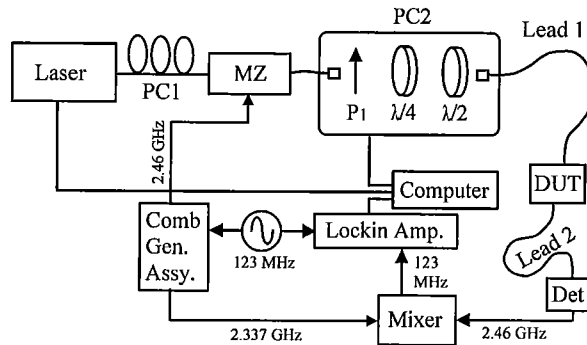 PC2
Lead 1
Laser
PC1
MZ
P1
λ/4
λ/2
2.46 GHz
Computer
DUT
Comb
Gen.
Assy.
123 MHz
Lockin Amp.
Lead 2
123
MHz
Det
2.337 GHz
Mixer
2.46 GHz